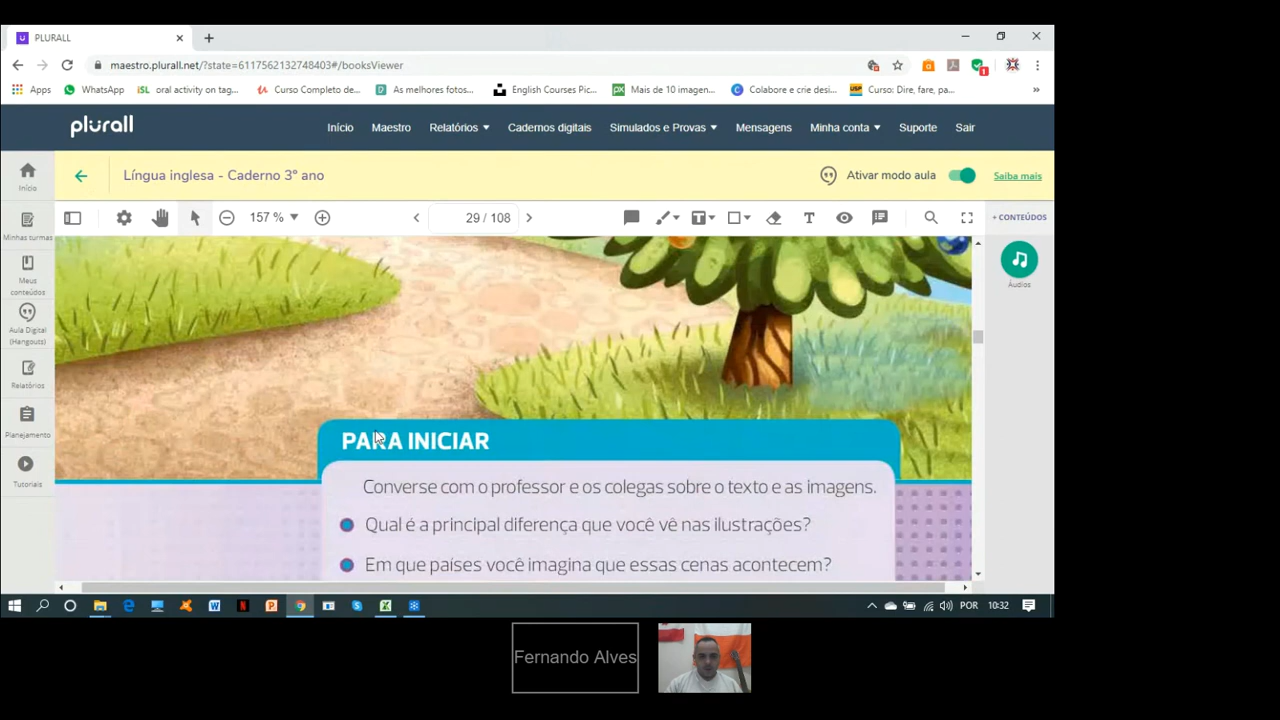 PLURALL
maestro.plurall.net/?state=6117562132748403#/booksViewer
1
Apps
WhatsApp
iSL oral activity on tag...
Curso Completo de...
As melhores fotos...
English Courses Pic...
Mais de 10 imagen...
Colabore e crie desi...
USP Curso: Dire, fare, pa...
»
plurall
Início
Maestro
Relatórios
Cadernos digitais
Simulados e Provas
Mensagens
Minha conta
Suporte
Sair
Início
Língua inglesa - Caderno 3º ano
Ativar modo aula
Saiba mais
Minhas turmas
157 %
29 / 108
+ CONTEÚDOS
Meus
conteúdos
Áudios
Aula Digital
(Hangouts)
Relatórios
Planejamento
Tutoriais
PARA INICIAR
Converse com o professor e os colegas sobre o texto e as imagens.
Qual é a principal diferença que você vê nas ilustrações?
Em que países você imagina que essas cenas acontecem?
POR
10:32
Fernando Alves